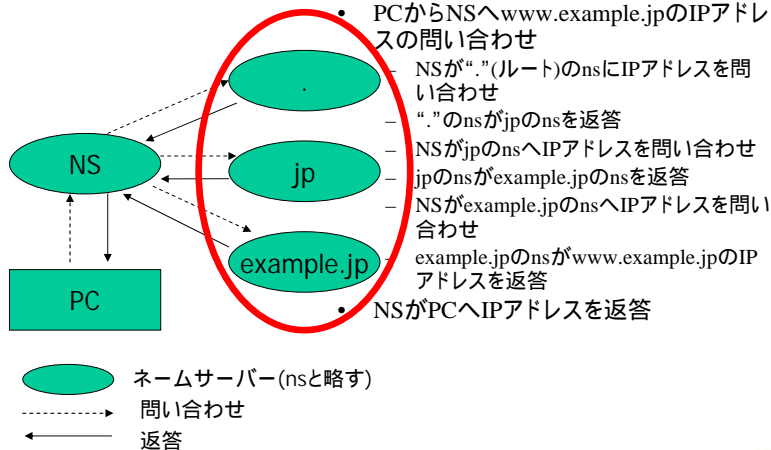 • PCからNSへwww.example.jpのIPアドレ
スの問い合わせ
– NSが“.”(ルート)のnsにIPアドレスを問
い合わせ
– “.”のnsがjpのnsを返答
– NSがjpのnsへIPアドレスを問い合わせ
– jpのnsがexample.jpのnsを返答
– NSがexample.jpのnsへIPアドレスを問い
合わせ
– example.jpのnsがwww.example.jpのIP
アドレスを返答
• NSがPCへIPアドレスを返答
.
NS
jp
example.jp
PC
ネームサーバー(nsと略す)
問い合わせ
返答